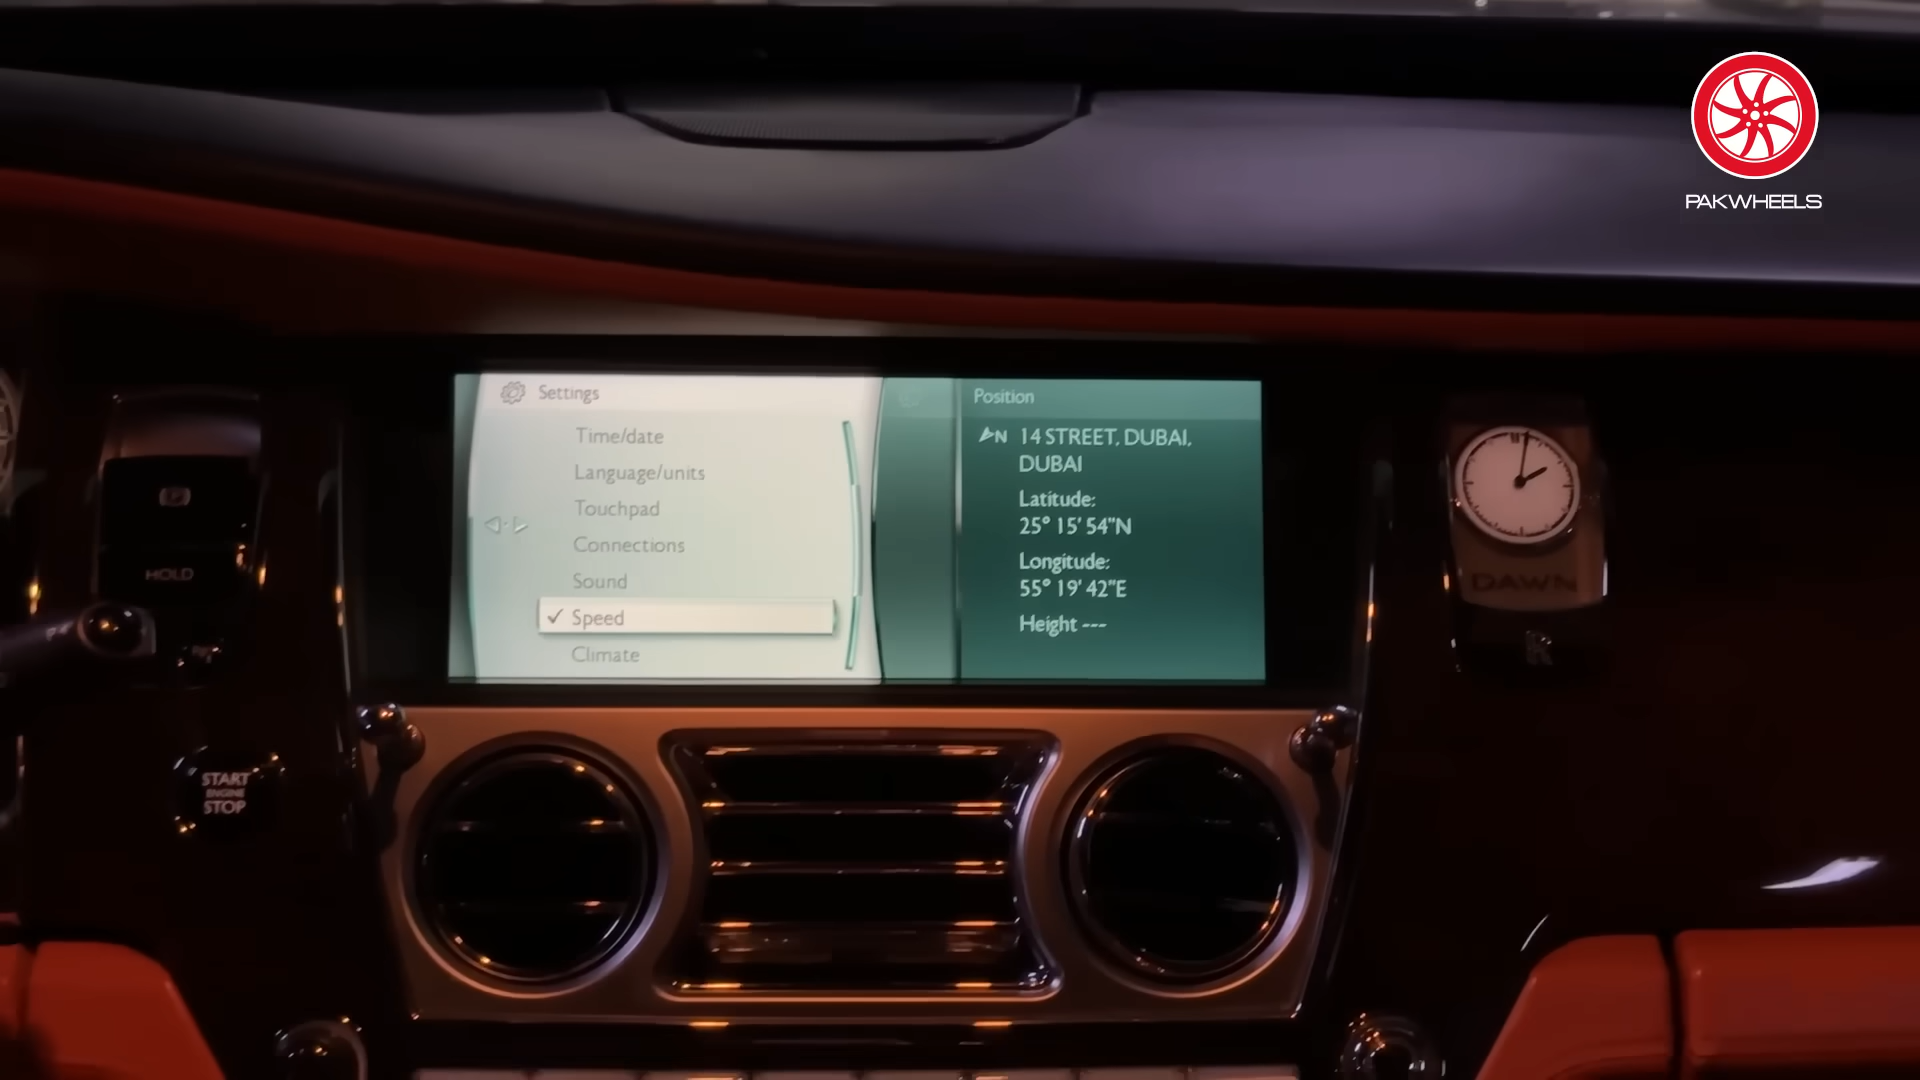 PAKWHEELS
Settings
Time/date
Language/units
Touchpad
Connections
Sound
✓ Speed
Climate
Position
N 14 STREET, DUBAI,
DUBAI
Latitude:
25° 15' 54"N
Longitude:
55° 19' 42"E
Height ---
P
HOLD
START
ENGINE
STOP
DAWN
R